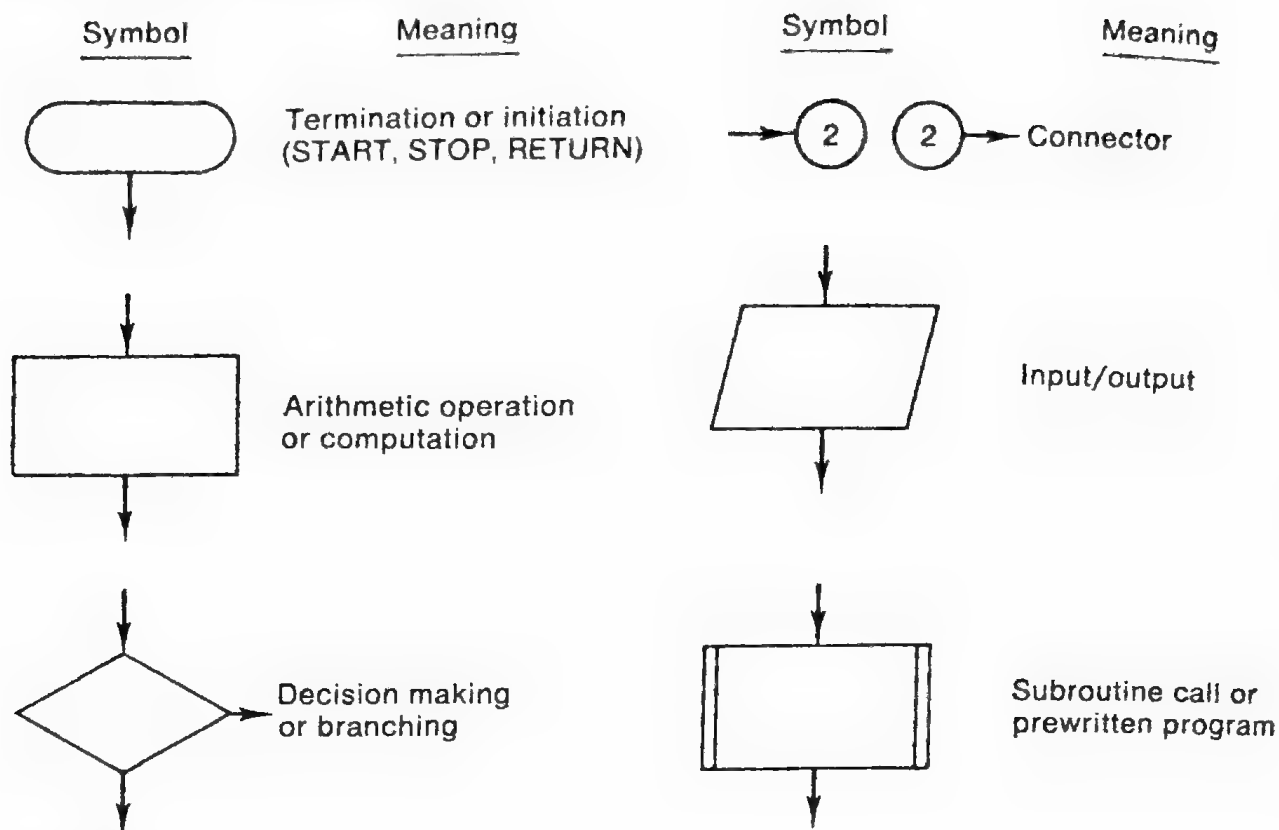 Symbol
Meaning
Termination or initiation
(START, STOP, RETURN)
Arithmetic operation
or computation
Decision making
or branching
Symbol
Meaning
2 2 Connector
Input/output
Subroutine call or
prewritten program